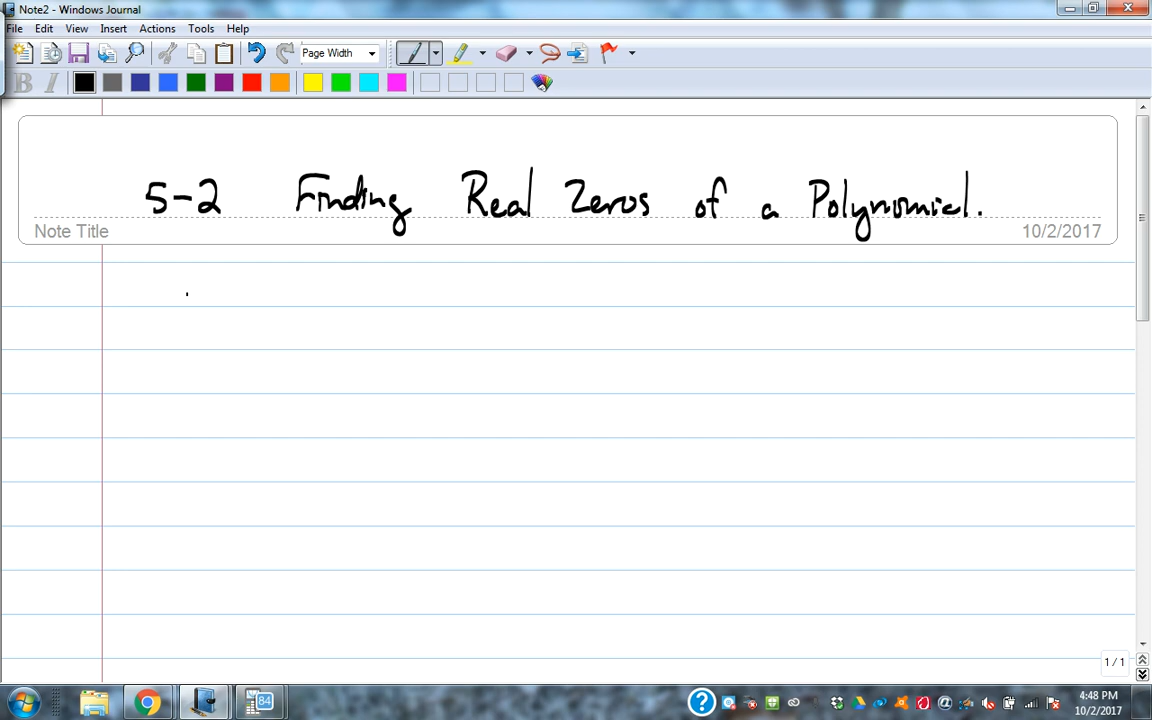 Note2 - Windows Journal
File Edit View Insert Actions Tools Help
Page Width
B I
5-2 Finding Real Zeros of a Polynomial.
Note Title 10/2/2017
1 / 1
84
4:48 PM
10/2/2017